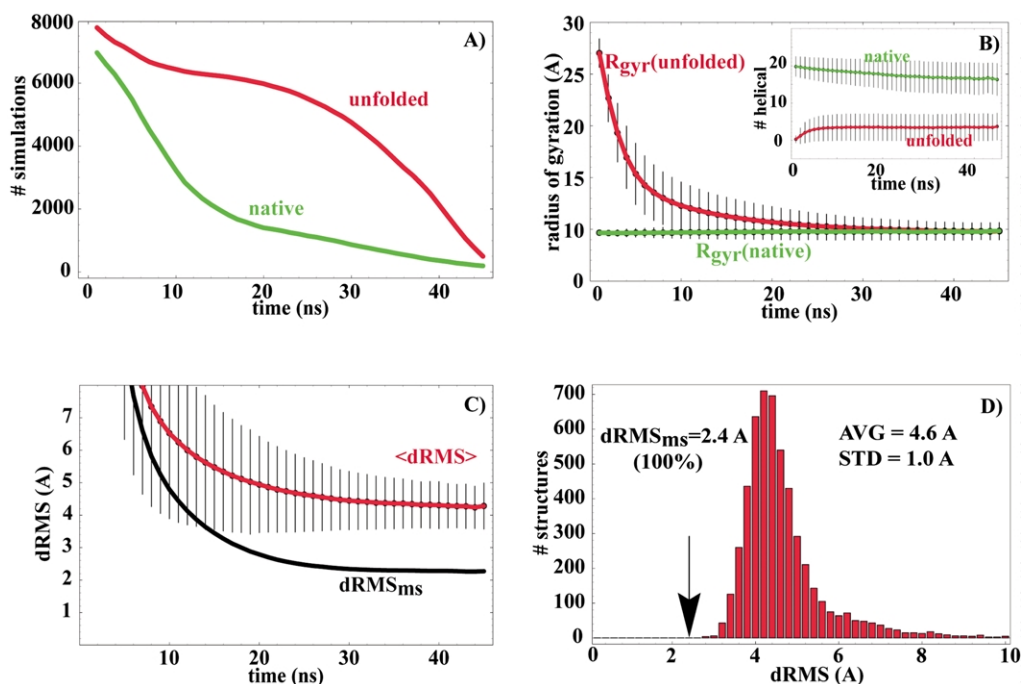 A)
8000
6000
4000
2000
0
# simulations
unfolded
native
0 10 20 30 40
time (ns)
B)
30
25
20
15
10
5
0
radius of gyration (A)
Rgyr(unfolded)
Rgyr(native)
0 10 20 30 40
time (ns)
20
10
0
# helical
native
unfolded
0 20 40
time (ns)
C)
7
6
5
4
3
2
1
dRMS (A)
<dRMS>
dRMSms
10 20 30 40
time (ns)
D)
700
500
300
100
0
# structures
dRMSms=2.4 A
(100%)
AVG = 4.6 A
STD = 1.0 A
0 2 4 6 8 10
dRMS (A)